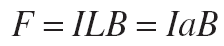 F = ILB = IaB